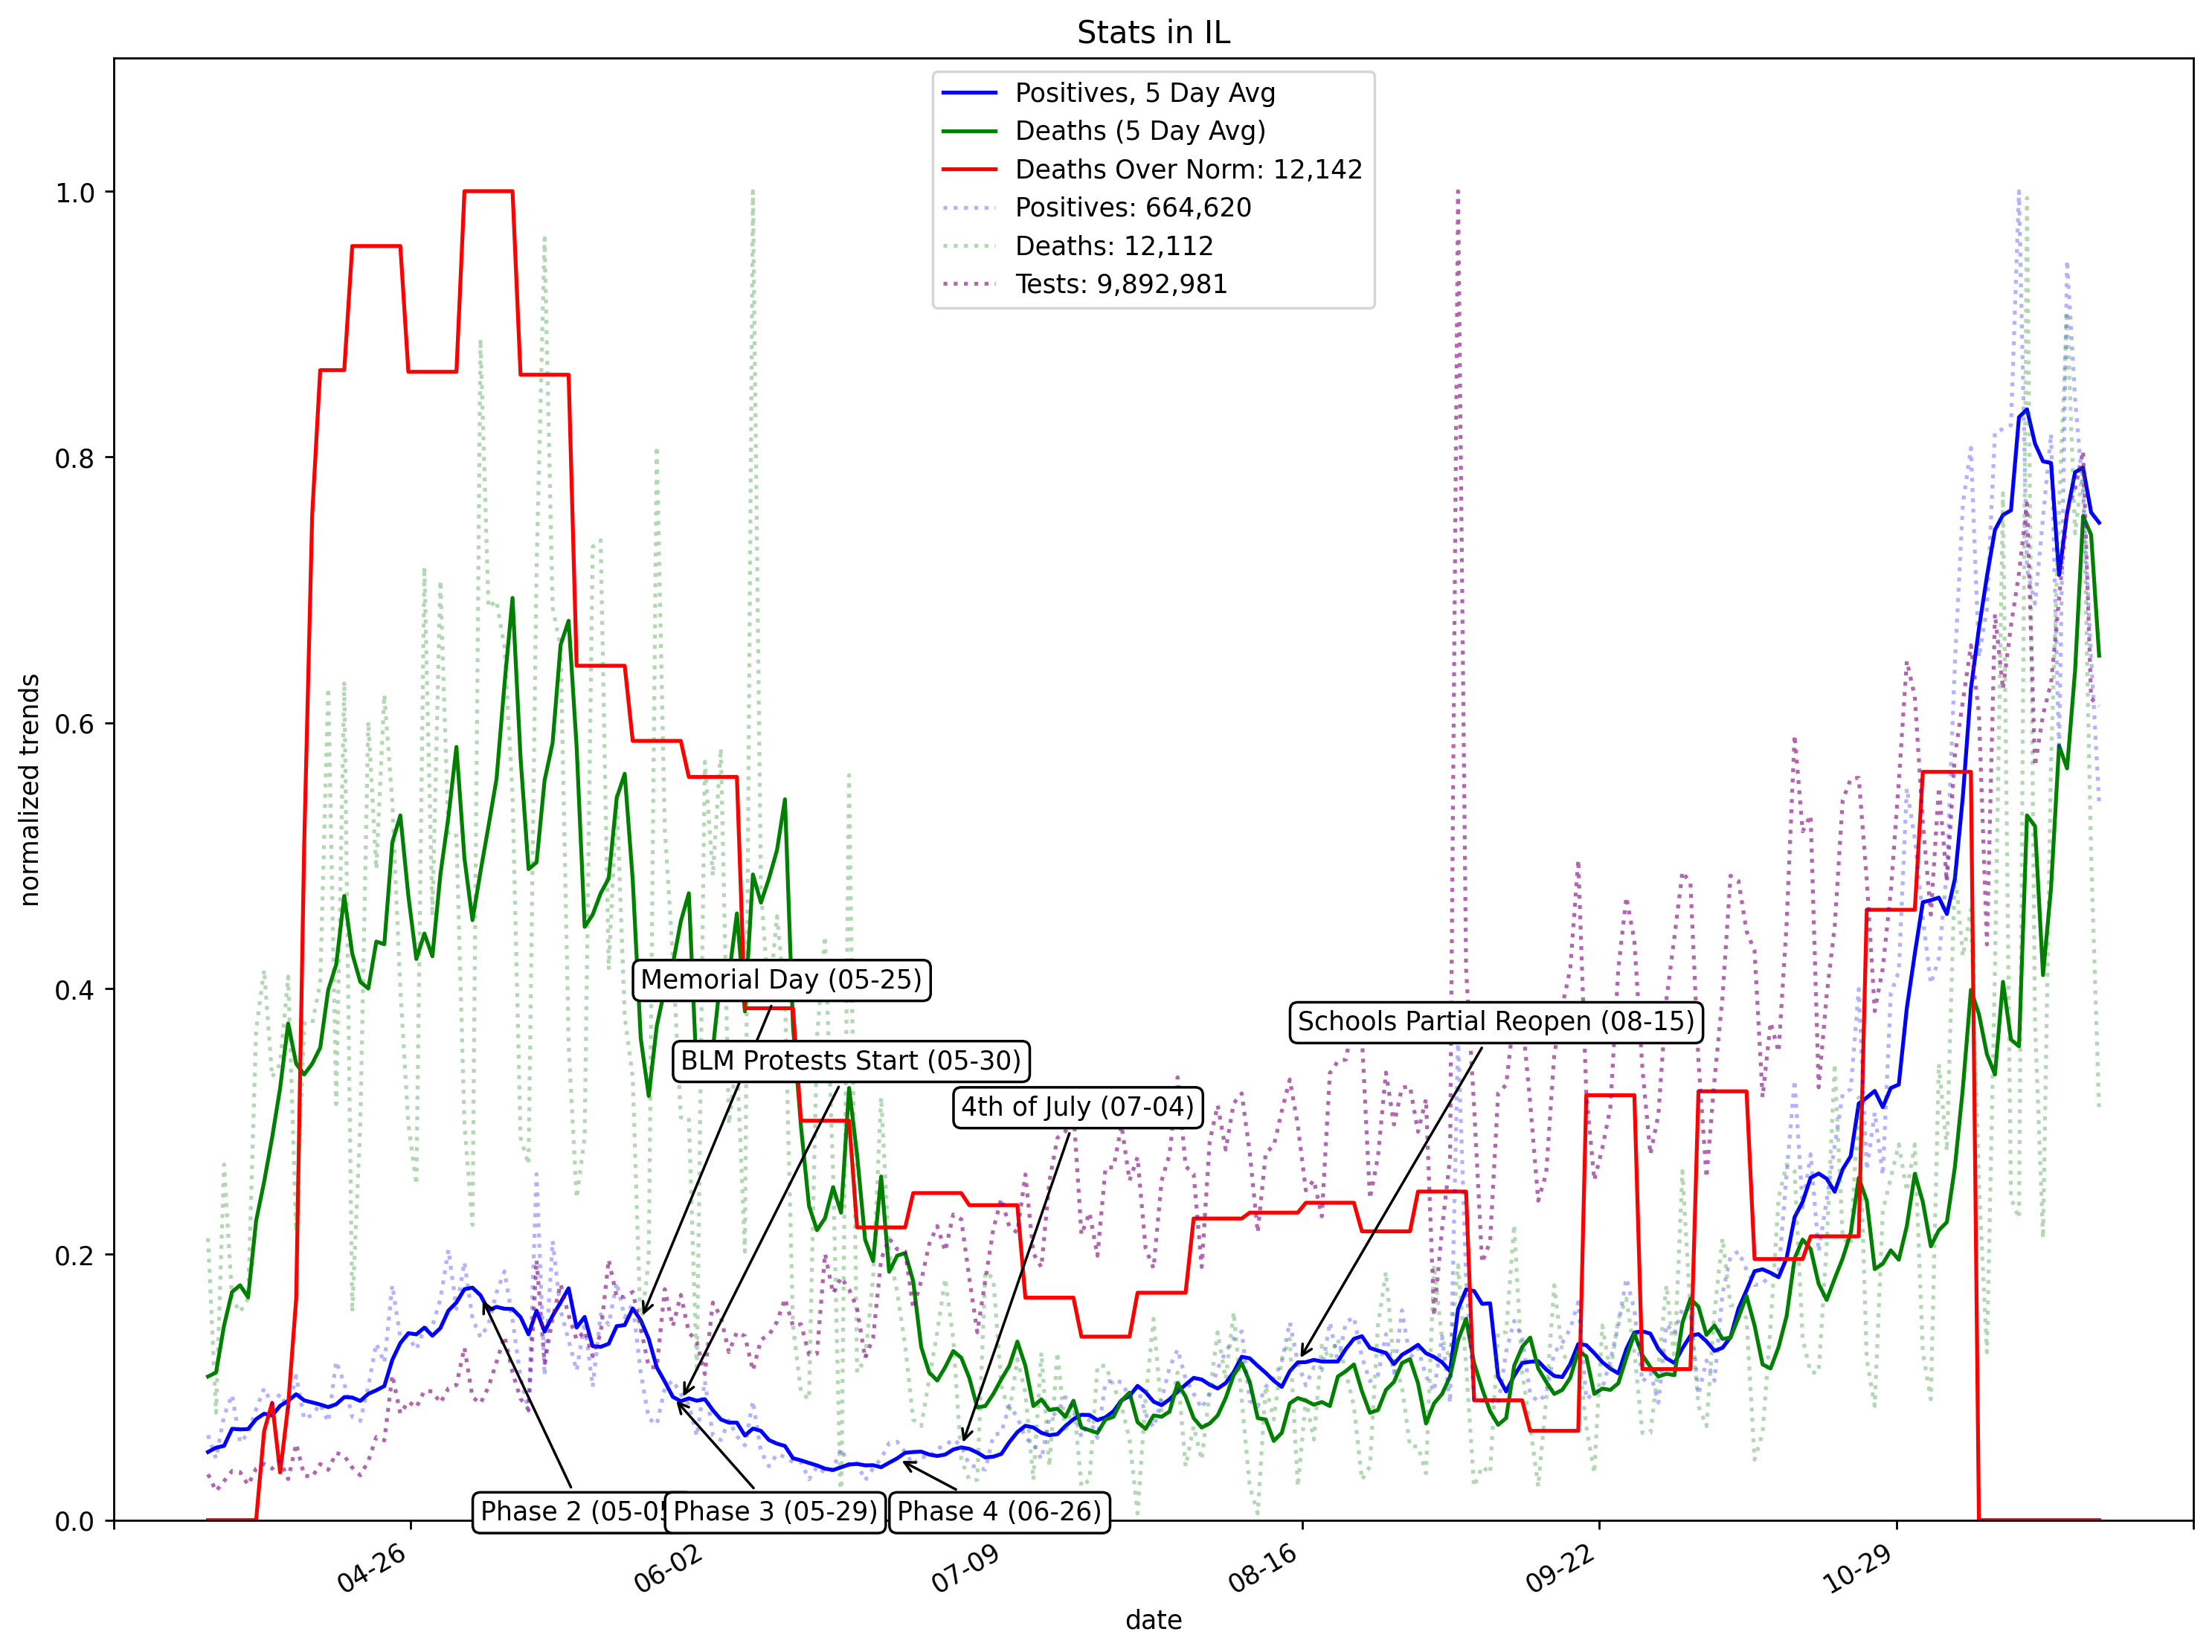 Stats in IL
Positives, 5 Day Avg
Deaths (5 Day Avg)
Deaths Over Norm: 12,142
Positives: 664,620
Deaths: 12,112
Tests: 9,892,981
normalized trends
1.0
0.8
0.6
0.4
0.2
0.0
Memorial Day (05-25)
BLM Protests Start (05-30)
4th of July (07-04)
Schools Partial Reopen (08-15)
Phase 2 (05-05
Phase 3 (05-29)
Phase 4 (06-26)
04-26
06-02
07-09
08-16
09-22
10-29
date